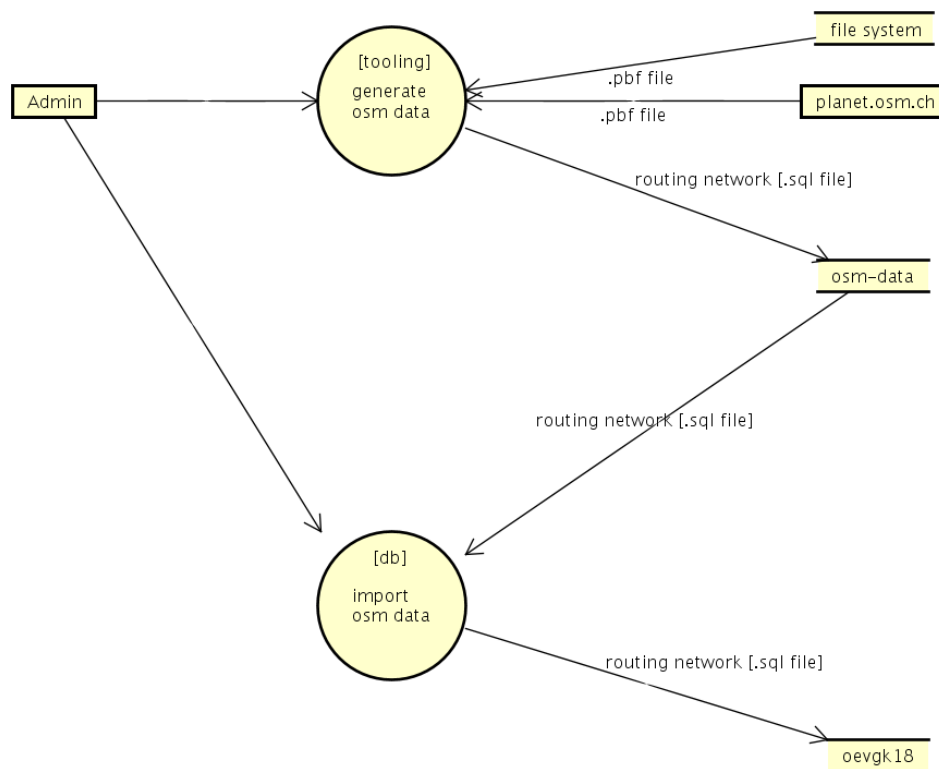 file system
[tooling]
generate
osm data
.pbf file
Admin
planet.osm.ch
.pbf file
routing network [.sql file]
osm-data
routing network [.sql file]
[db]
import
osm data
routing network [.sql file]
oevgk18